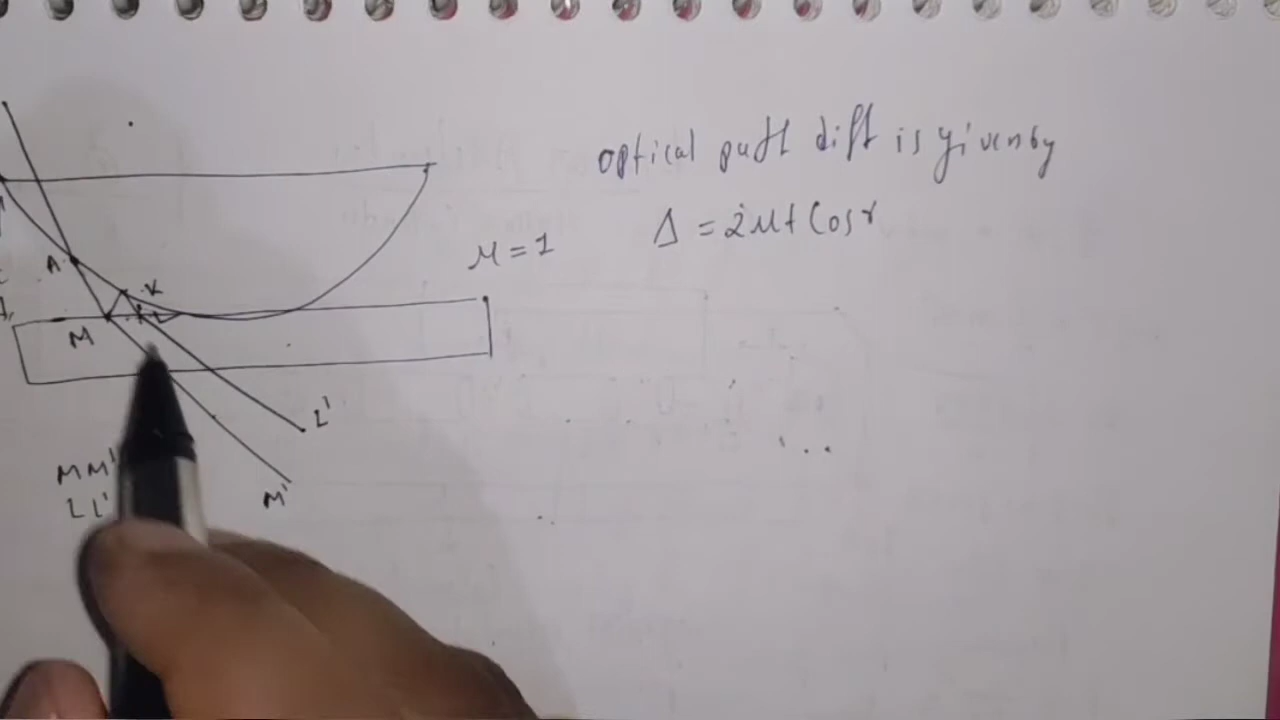 optical path diff is given by
Δ = 2μt Cos r
μ = 1
A
K
M
L
L'
MM'
LL'
M'